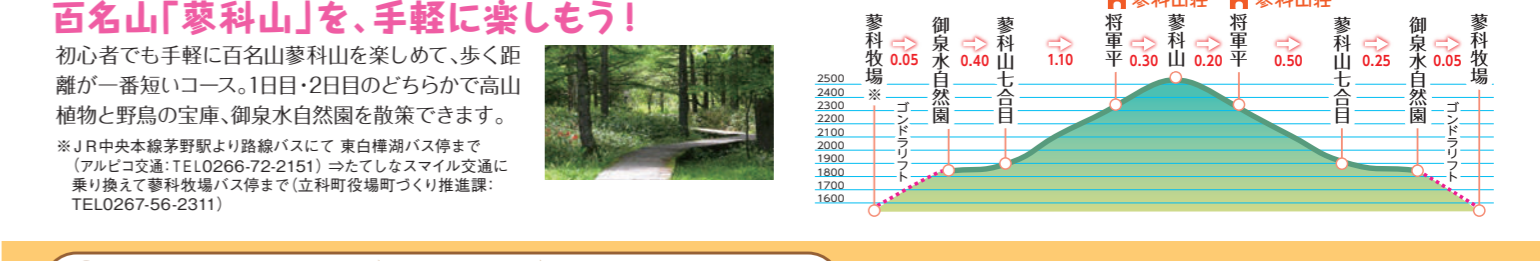 百名山「蓼科山」を、手軽に楽しもう！
初心者でも手軽に百名山蓼科山を楽しめて、歩く距
離が一番短いコース。1日目・2日目のどちらかで高山
植物と野鳥の宝庫、御泉水自然園を散策できます。
※JR中央本線茅野駅より路線バスにて 東白樺湖バス停まで
（アルピコ交通：TEL0266-72-2151）⇒たてしなスマイル交通に
乗り換えて蓼科牧場バス停まで（立科町役場町づくり推進課：
TEL0267-56-2311）
蓼科山荘
蓼科山荘
蓼科牧場※
⇨
0.05
御泉水自然園
⇨
0.40
蓼科山七合目
⇨
1.10
将軍平
⇨
0.30
蓼科山
⇨
0.20
将軍平
⇨
0.50
蓼科山七合目
⇨
0.25
御泉水自然園
⇨
0.05
蓼科牧場
ゴンドラリフト
ゴンドラリフト
2500
2400
2300
2200
2100
2000
1900
1800
1700
1600